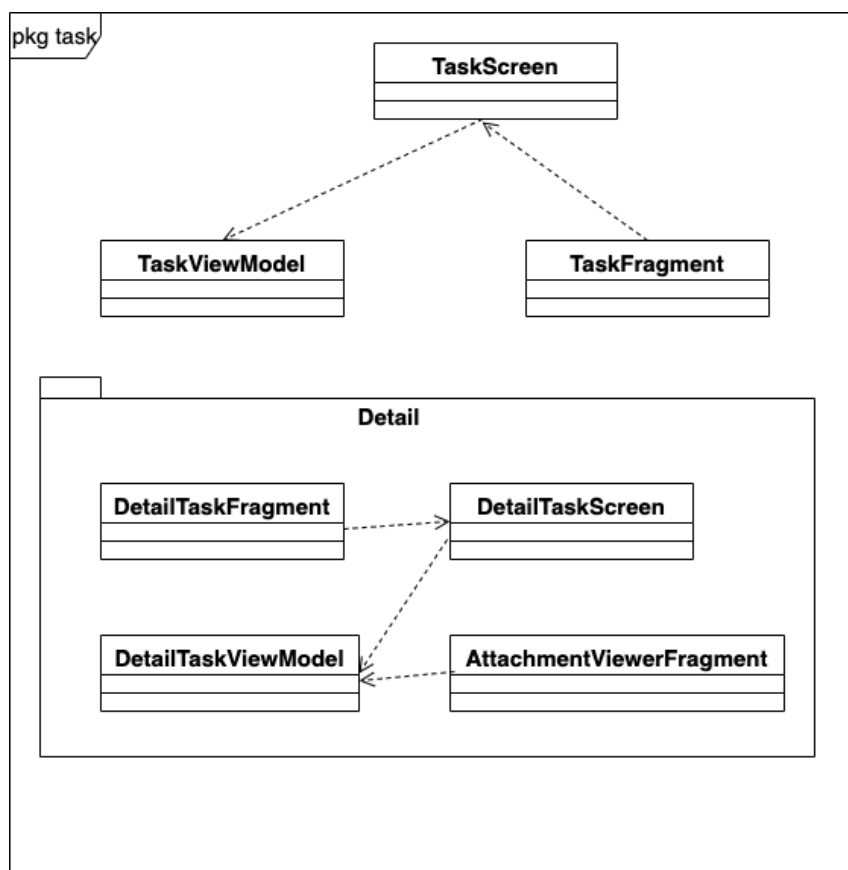 pkg task
TaskScreen
TaskViewModel
TaskFragment
Detail
DetailTaskFragment
DetailTaskScreen
DetailTaskViewModel
AttachmentViewerFragment